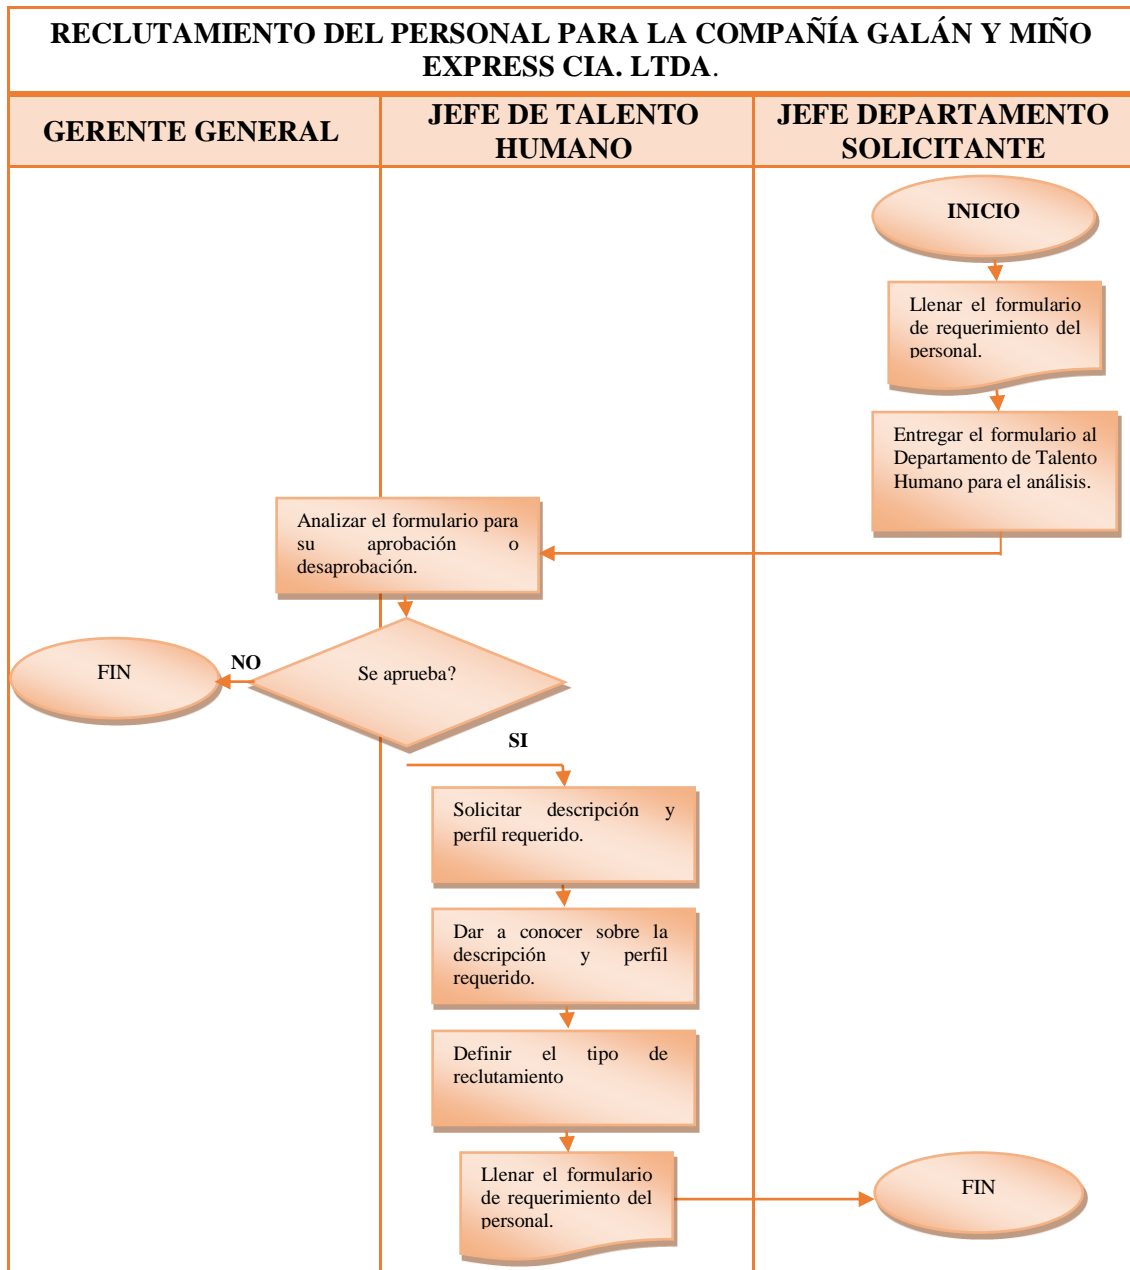 RECLUTAMIENTO DEL PERSONAL PARA LA COMPAÑÍA GALÁN Y MIÑO
EXPRESS CIA. LTDA.
GERENTE GENERAL
JEFE DE TALENTO
HUMANO
JEFE DEPARTAMENTO
SOLICITANTE
INICIO
Llenar el formulario
de requerimiento del
personal.
Entregar el formulario al
Departamento de Talento
Humano para el análisis.
Analizar el formulario para
su aprobación o
desaprobación.
Se aprueba?
NO
FIN
SI
Solicitar descripción y
perfil requerido.
Dar a conocer sobre la
descripción y perfil
requerido.
Definir el tipo de
reclutamiento
Llenar el formulario
de requerimiento del
personal.
FIN